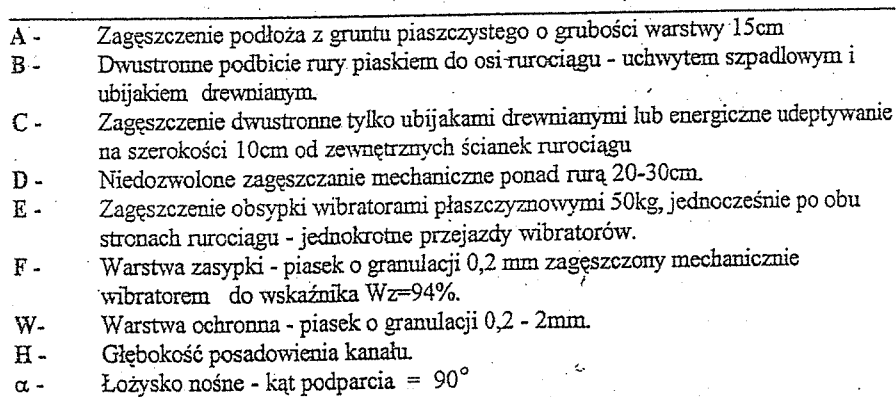 A - Zagęszczenie podłoża z gruntu piaszczystego o grubości warstwy 15cm
B - Dwustronne podbicie rury piaskiem do osi rurociągu - uchwytem szpadlowym i
ubijakiem drewnianym.
C - Zagęszczenie dwustronne tylko ubijakami drewnianymi lub energiczne udeptywanie
na szerokości 10cm od zewnętrznych ścianek rurociągu
D - Niedozwolone zagęszczanie mechaniczne ponad rurą 20-30cm.
E - Zagęszczenie obsypki wibratorami płaszczyznowymi 50kg, jednocześnie po obu
stronach rurociągu - jednokrotne przejazdy wibratorów.
F - Warstwa zasypki - piasek o granulacji 0,2 mm zagęszczony mechanicznie
wibratorem do wskaźnika Wz=94%.
W- Warstwa ochronna - piasek o granulacji 0,2 - 2mm.
H - Głębokość posadowienia kanału.
α - Łożysko nośne - kąt podparcia = 90°